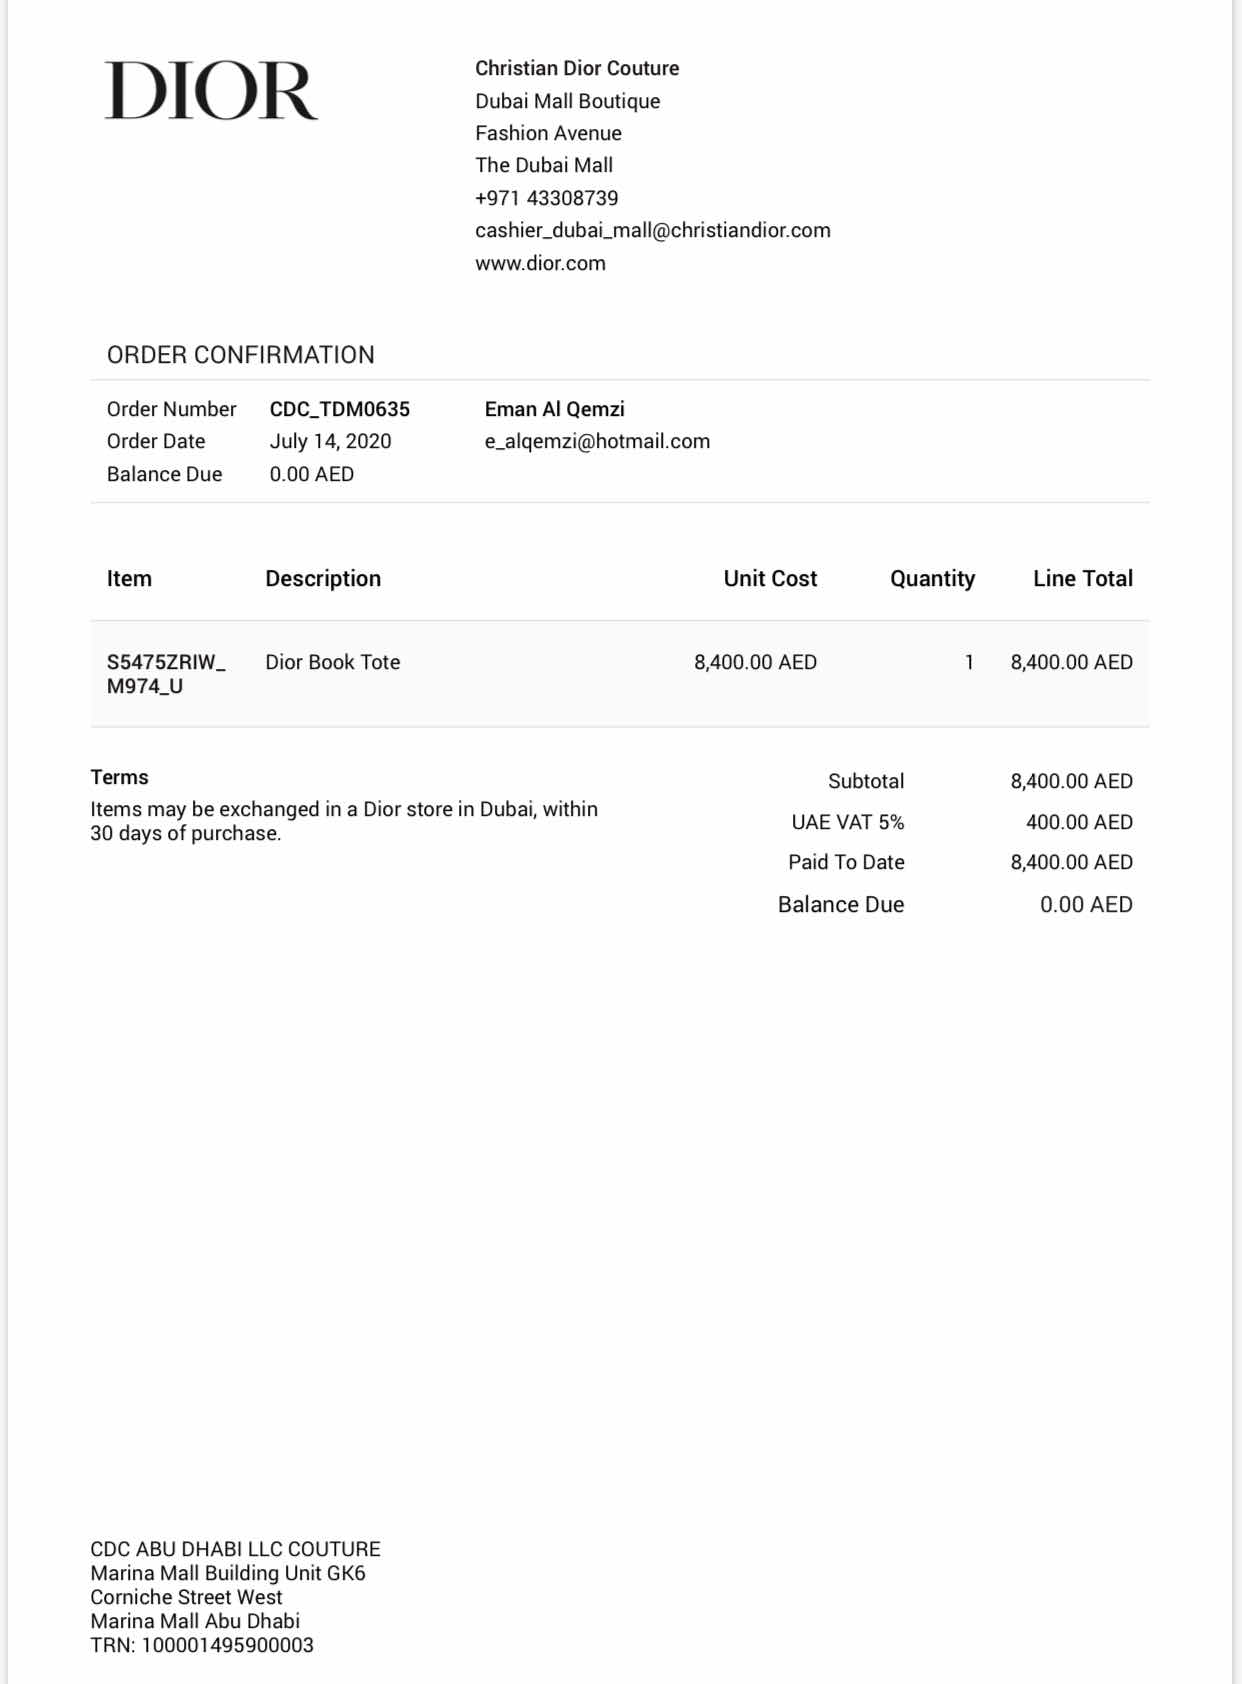 DIOR
Christian Dior Couture
Dubai Mall Boutique
Fashion Avenue
The Dubai Mall
+971 43308739
cashier_dubai_mall@christiandior.com
www.dior.com
ORDER CONFIRMATION
Order Number CDC_TDM0635 Eman Al Qemzi
Order Date July 14, 2020 e_alqemzi@hotmail.com
Balance Due 0.00 AED
Item Description Unit Cost Quantity Line Total
S5475ZRIW_ Dior Book Tote 8,400.00 AED 1 8,400.00 AED
M974_U
Terms
Items may be exchanged in a Dior store in Dubai, within
30 days of purchase.
Subtotal 8,400.00 AED
UAE VAT 5% 400.00 AED
Paid To Date 8,400.00 AED
Balance Due 0.00 AED
CDC ABU DHABI LLC COUTURE
Marina Mall Building Unit GK6
Corniche Street West
Marina Mall Abu Dhabi
TRN: 100001495900003